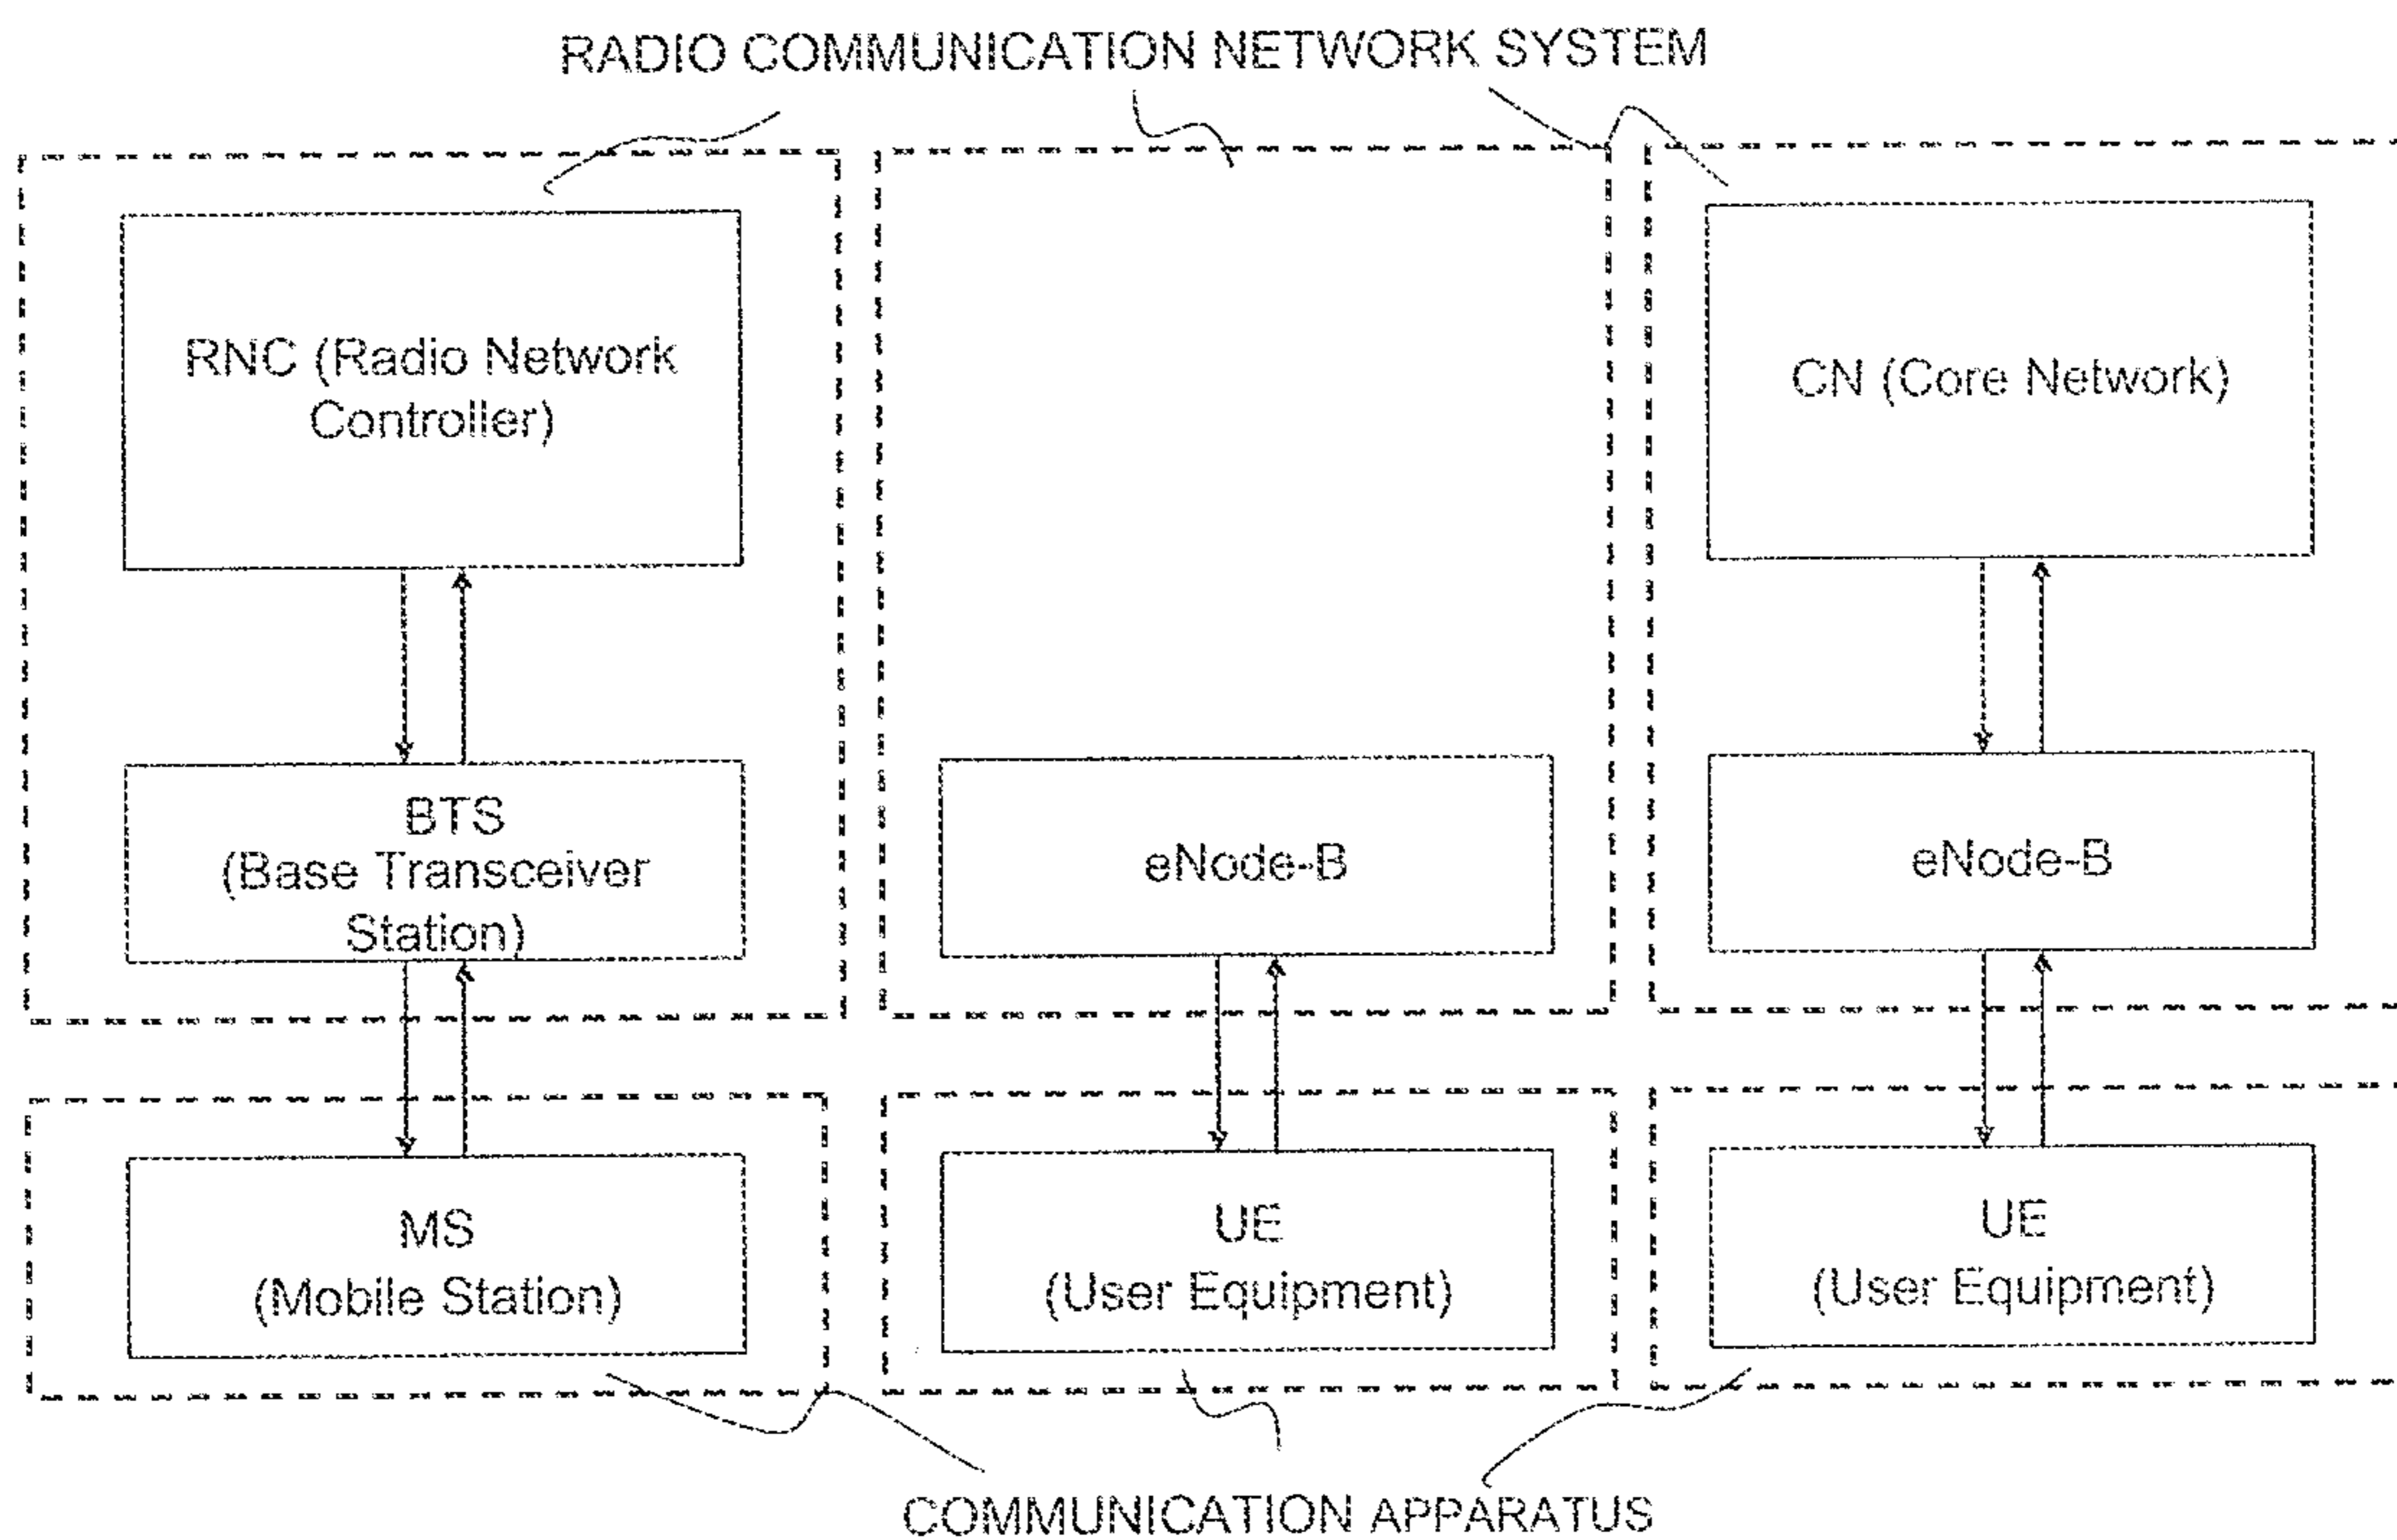 RADIO COMMUNICATION NETWORK SYSTEM
RNC (Radio Network
Controller)
CN (Core Network)
BTS
(Base Transceiver
Station)
eNode-B
eNode-B
MS
(Mobile Station)
UE
(User Equipment)
UE
(User Equipment)
COMMUNICATION APPARATUS